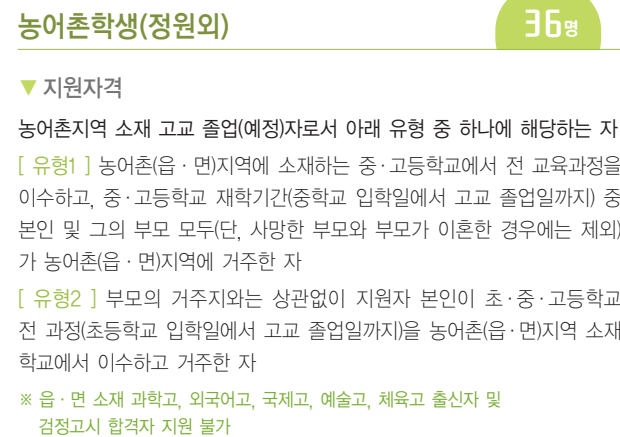 농어촌학생(정원외)
36명
▼ 지원자격
농어촌지역 소재 고교 졸업(예정)자로서 아래 유형 중 하나에 해당하는 자
[ 유형1 ] 농어촌(읍·면)지역에 소재하는 중·고등학교에서 전 교육과정을
이수하고, 중·고등학교 재학기간(중학교 입학일에서 고교 졸업일까지) 중
본인 및 그의 부모 모두(단, 사망한 부모와 부모가 이혼한 경우에는 제외)
가 농어촌(읍·면)지역에 거주한 자
[ 유형2 ] 부모의 거주지와는 상관없이 지원자 본인이 초·중·고등학교
전 과정(초등학교 입학일에서 고교 졸업일까지)을 농어촌(읍·면)지역 소재
학교에서 이수하고 거주한 자
※ 읍·면 소재 과학고, 외국어고, 국제고, 예술고, 체육고 출신자 및
검정고시 합격자 지원 불가